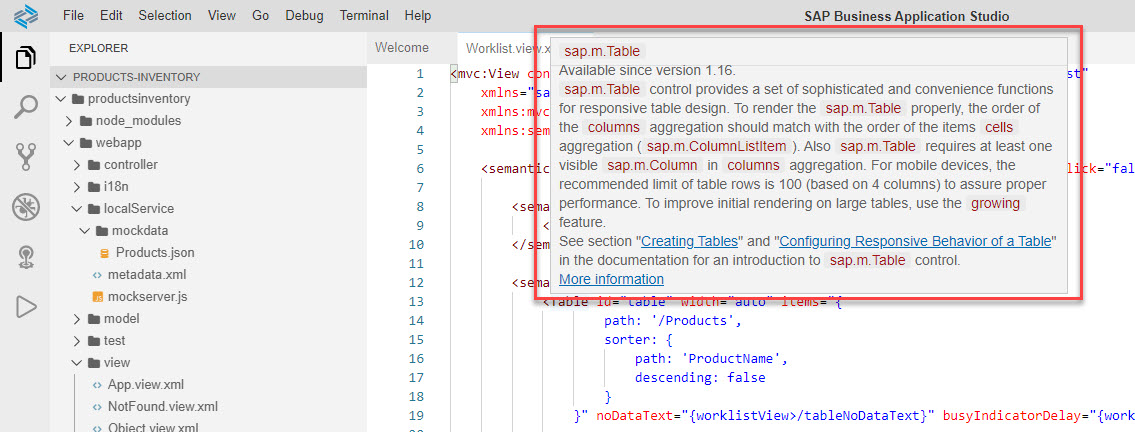 File Edit Selection View Go Debug Terminal Help SAP Business Application Studio
EXPLORER
PRODUCTS-INVENTORY
productsinventory
node_modules
webapp
controller
i18n
localService
mockdata
Products.json
metadata.xml
mockserver.js
model
test
view
App.view.xml
NotFound.view.xml
Object.view.xml
Welcome Worklist.view.x
1 <mvc:View con st"
2 xmlns="sa
3 xmlns:mvc
4 xmlns:sem
5
6 <semantic lick="fal
7
8 <sema
9 <
10 </sem
11
12 <sema
13 <Table id="table" width="auto" items="{
14 path: '/Products',
15 sorter: {
16 path: 'ProductName',
17 descending: false
18 }
19 }" noDataText="{worklistView>/tableNoDataText}" busyIndicatorDelay="{work
sap.m.Table
Available since version 1.16.
sap.m.Table control provides a set of sophisticated and convenience functions
for responsive table design. To render the sap.m.Table properly, the order of
the columns aggregation should match with the order of the items cells
aggregation ( sap.m.ColumnListItem ). Also sap.m.Table requires at least one
visible sap.m.Column in columns aggregation. For mobile devices, the
recommended limit of table rows is 100 (based on 4 columns) to assure proper
performance. To improve initial rendering on large tables, use the growing
feature.
See section "Creating Tables" and "Configuring Responsive Behavior of a Table"
in the documentation for an introduction to sap.m.Table control.
More information